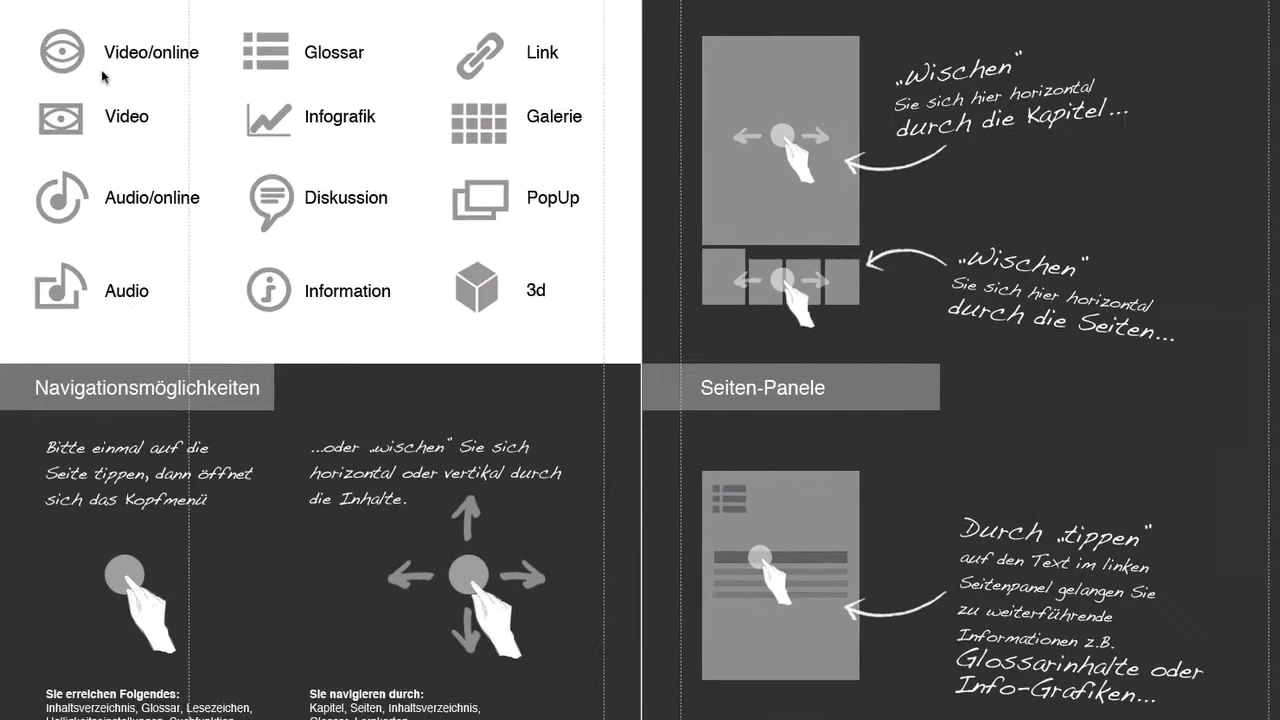 Video/online
Glossar
Link
Video
Infografik
Galerie
Audio/online
Diskussion
PopUp
Audio
Information
3d
Navigationsmöglichkeiten
Bitte einmal auf die
Seite tippen, dann öffnet
sich das Kopfmenü
...oder „wischen“ Sie sich
horizontal oder vertikal durch
die Inhalte.
Sie erreichen Folgendes:
Inhaltsverzeichnis, Glossar, Lesezeichen,
Sie navigieren durch:
Kapitel, Seiten, Inhaltsverzeichnis,
„Wischen“
Sie sich hier horizontal
durch die Kapitel...
„Wischen“
Sie sich hier horizontal
durch die Seiten...
Seiten-Panele
Durch „tippen“
auf den Text im linken
Seitenpanel gelangen Sie
zu weiterführende
Informationen z.B.
Glossarinhalte oder
Info-Grafiken...